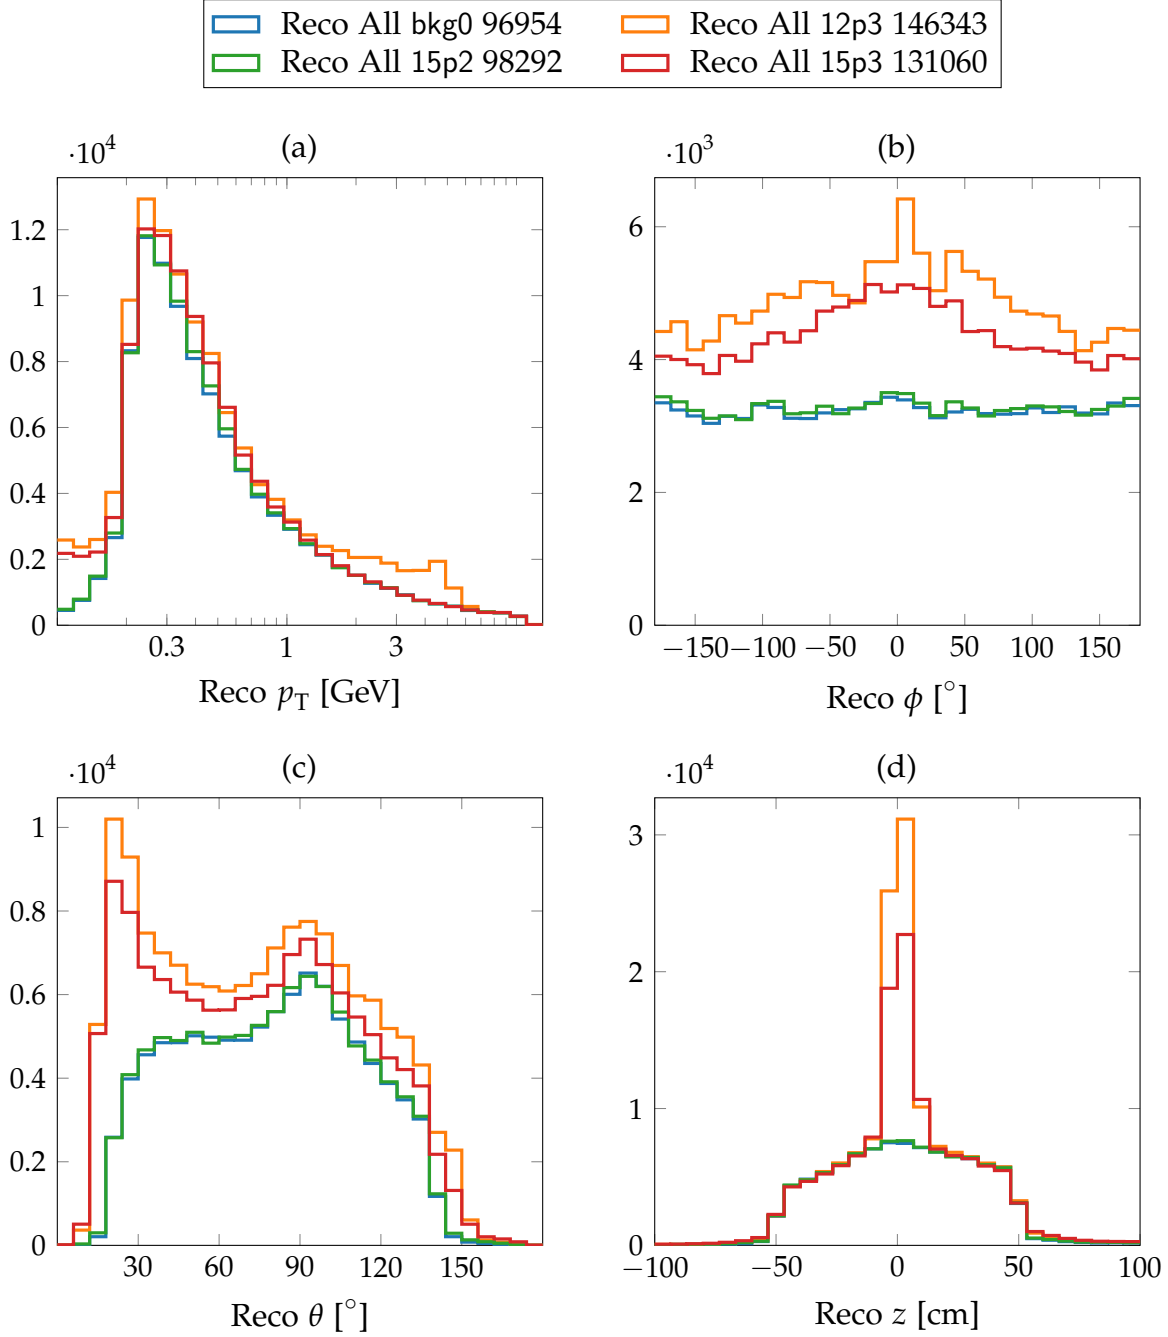 Reco All bkg0 96954 Reco All 12p3 146343
Reco All 15p2 98292 Reco All 15p3 131060
·10⁴ (a)
1.2
1
0.8
0.6
0.4
0.2
0
0.3 1 3
Reco p_T [GeV]
·10³ (b)
6
4
2
0
−150 −100 −50 0 50 100 150
Reco ϕ [°]
·10⁴ (c)
1
0.8
0.6
0.4
0.2
0
30 60 90 120 150
Reco θ [°]
·10⁴ (d)
3
2
1
0
−100 −50 0 50 100
Reco z [cm]